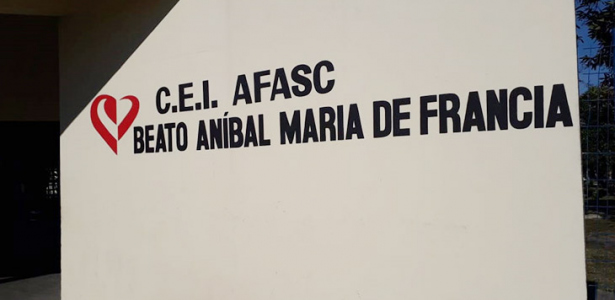 C.E.I. AFASC
BEATO ANÍBAL MARIA DE FRANCIA